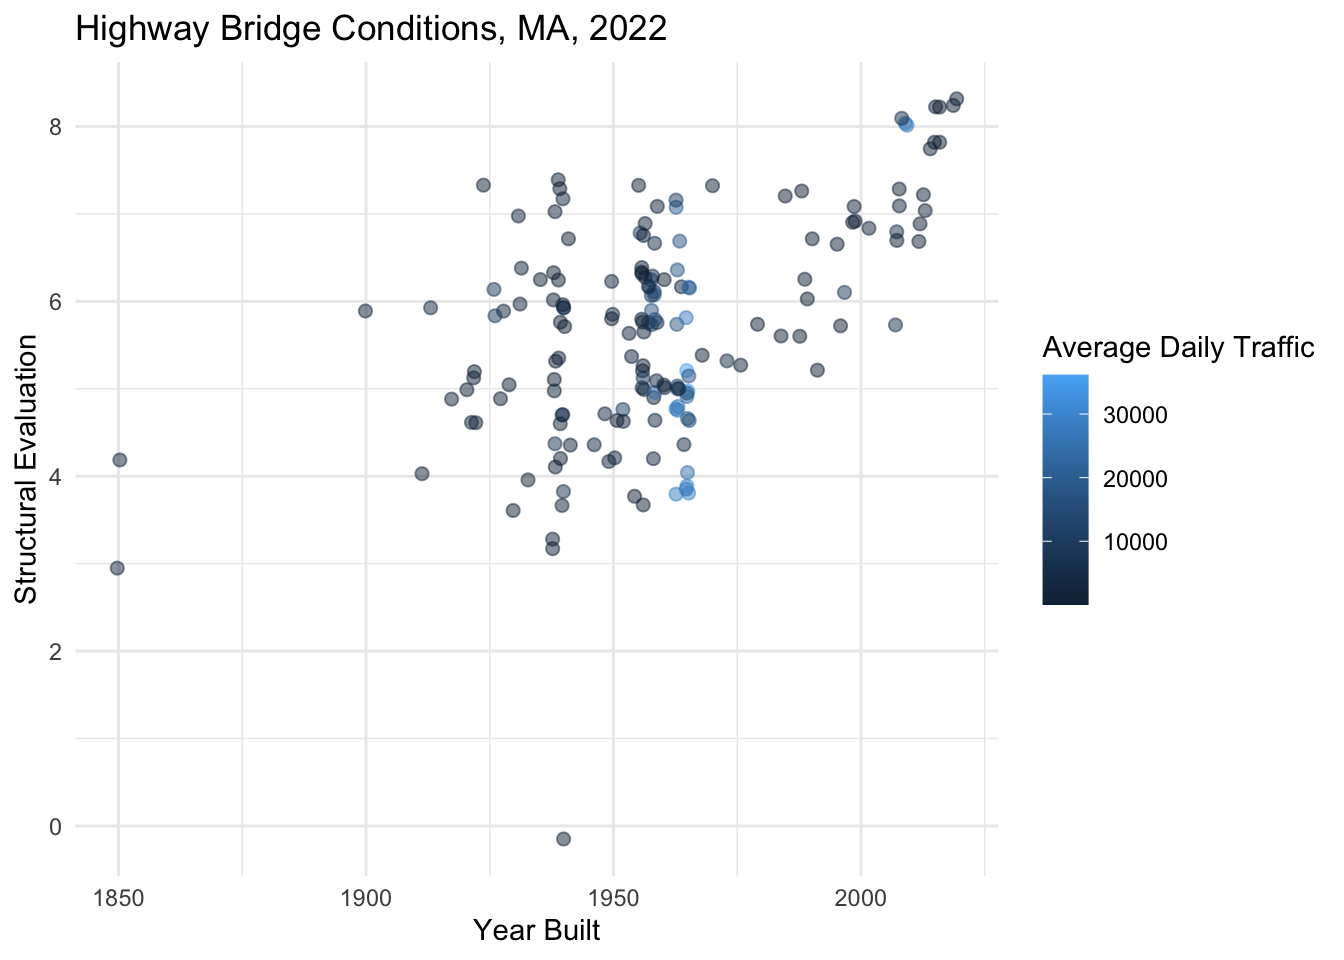 Highway Bridge Conditions, MA, 2022
8
6
4
2
0
Structural Evaluation
1850 1900 1950 2000
Year Built
Average Daily Traffic
30000
20000
10000